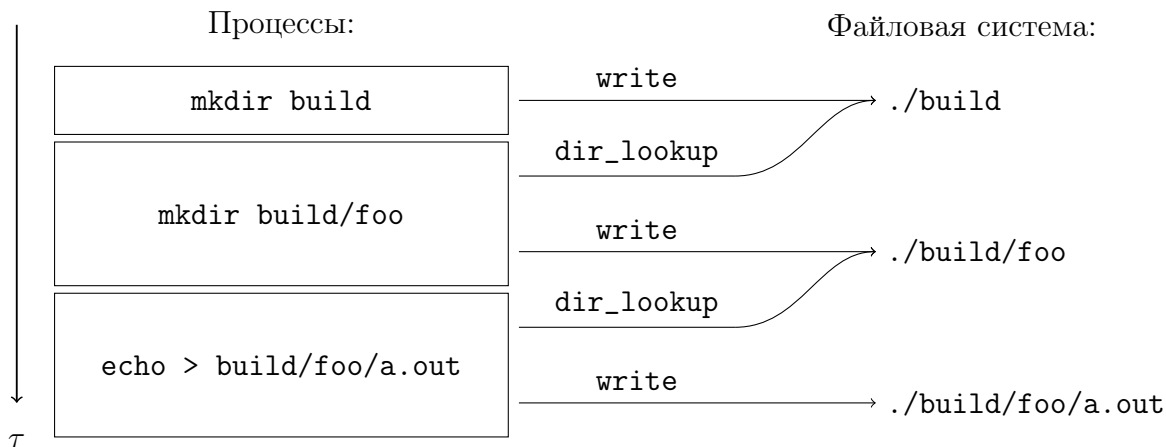 Процессы: Файловая система:
mkdir build write ./build
dir_lookup
mkdir build/foo write ./build/foo
dir_lookup
echo > build/foo/a.out write ./build/foo/a.out
τ